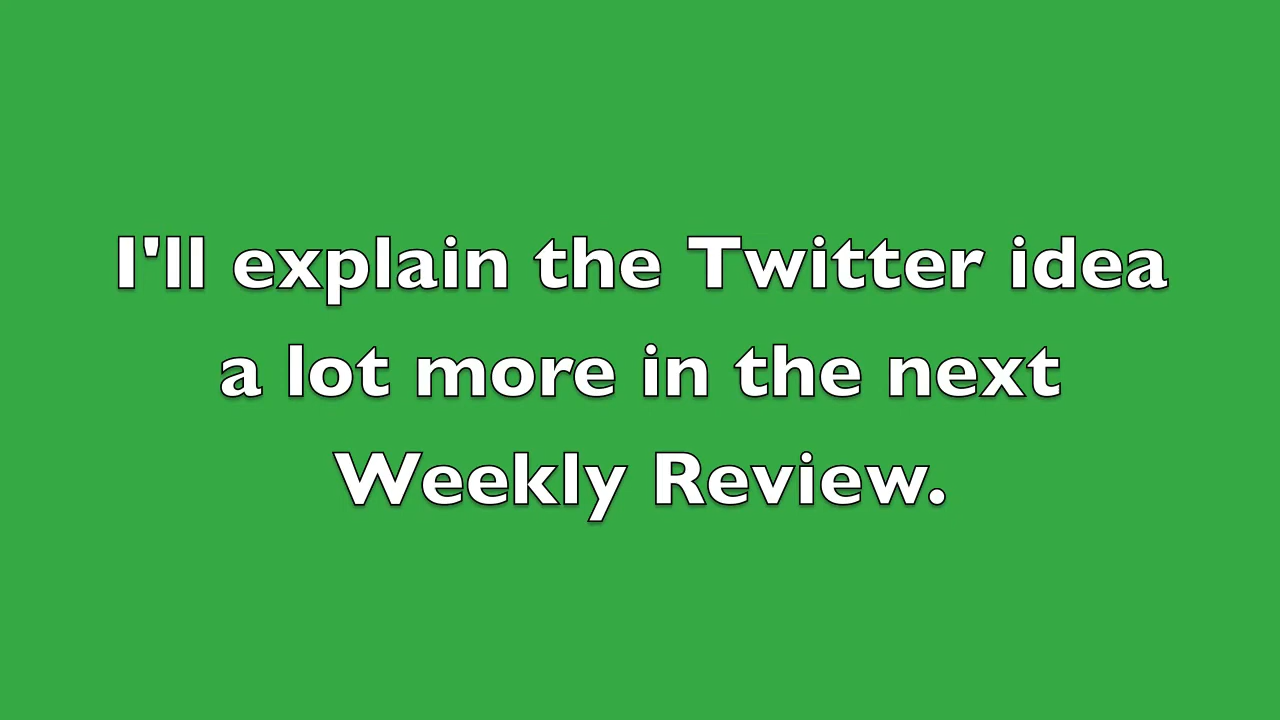 I'll explain the Twitter idea
a lot more in the next
Weekly Review.